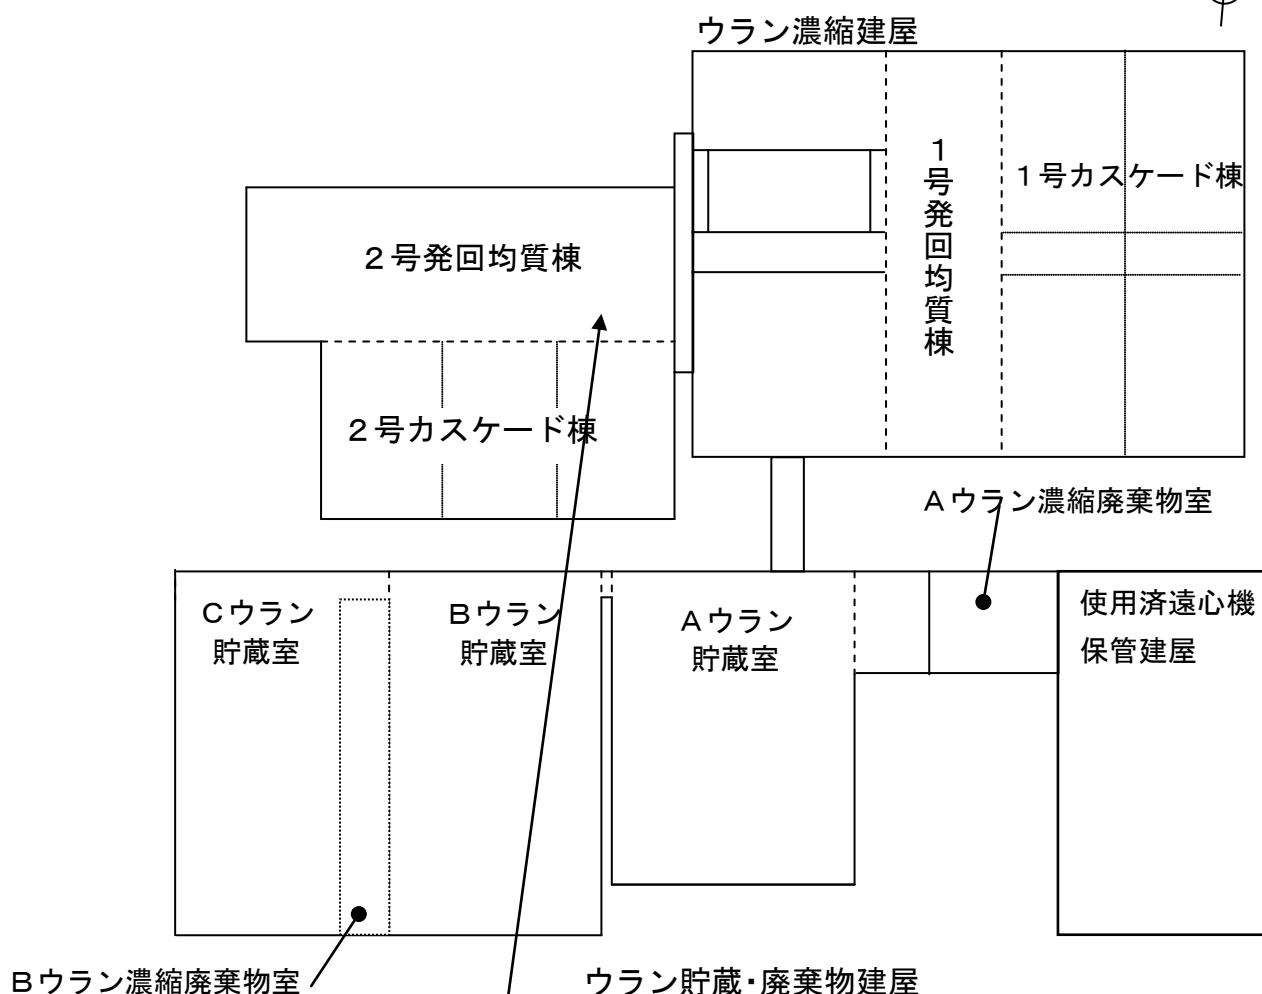 ウラン濃縮建屋
1号発回均質棟
1号カスケード棟
2号発回均質棟
2号カスケード棟
Aウラン濃縮廃棄物室
Cウラン
貯蔵室
Bウラン
貯蔵室
Aウラン
貯蔵室
使用済遠心機
保管建屋
Bウラン濃縮廃棄物室
ウラン貯蔵・廃棄物建屋